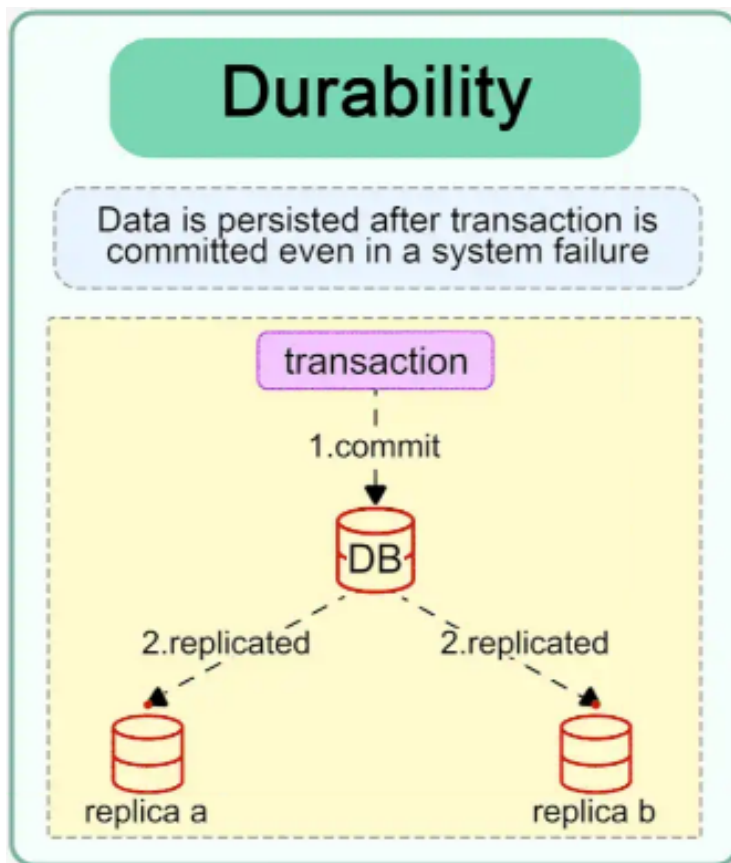 Durability
Data is persisted after transaction is
committed even in a system failure
transaction
1.commit
DB
2.replicated
2.replicated
replica a
replica b